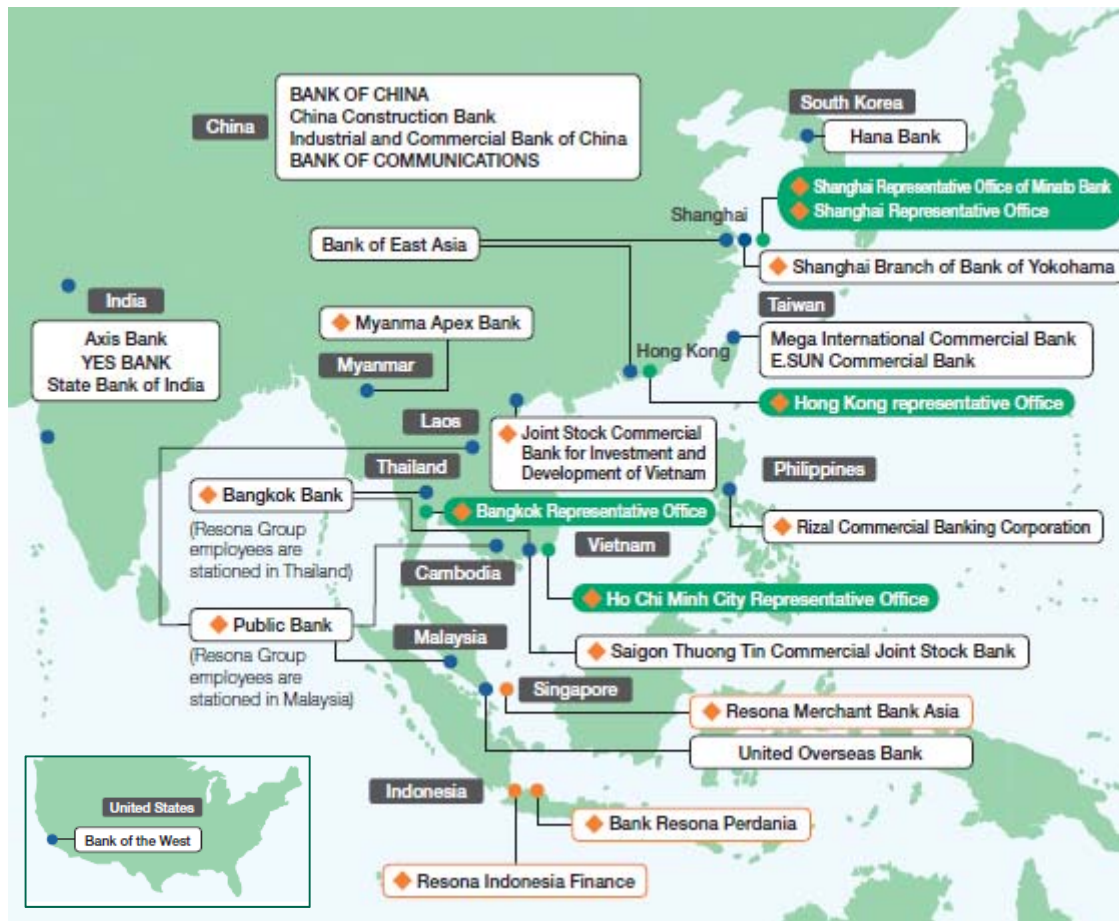 China
BANK OF CHINA
China Construction Bank
Industrial and Commercial Bank of China
BANK OF COMMUNICATIONS
South Korea
Hana Bank
Shanghai Representative Office of Minato Bank
Shanghai Representative Office
Shanghai
Bank of East Asia
Shanghai Branch of Bank of Yokohama
India
Axis Bank
YES BANK
State Bank of India
Taiwan
Mega International Commercial Bank
E.SUN Commercial Bank
Myanma Apex Bank
Myanmar
Hong Kong
Hong Kong representative Office
Laos
Joint Stock Commercial
Bank for Investment and
Development of Vietnam
Thailand
Philippines
Bangkok Bank
(Resona Group
employees are
stationed in Thailand)
Bangkok Representative Office
Rizal Commercial Banking Corporation
Vietnam
Cambodia
Ho Chi Minh City Representative Office
Public Bank
(Resona Group
employees are
stationed in Malaysia)
Malaysia
Saigon Thuong Tin Commercial Joint Stock Bank
Singapore
Resona Merchant Bank Asia
United Overseas Bank
Indonesia
Bank Resona Perdania
Resona Indonesia Finance
United States
Bank of the West